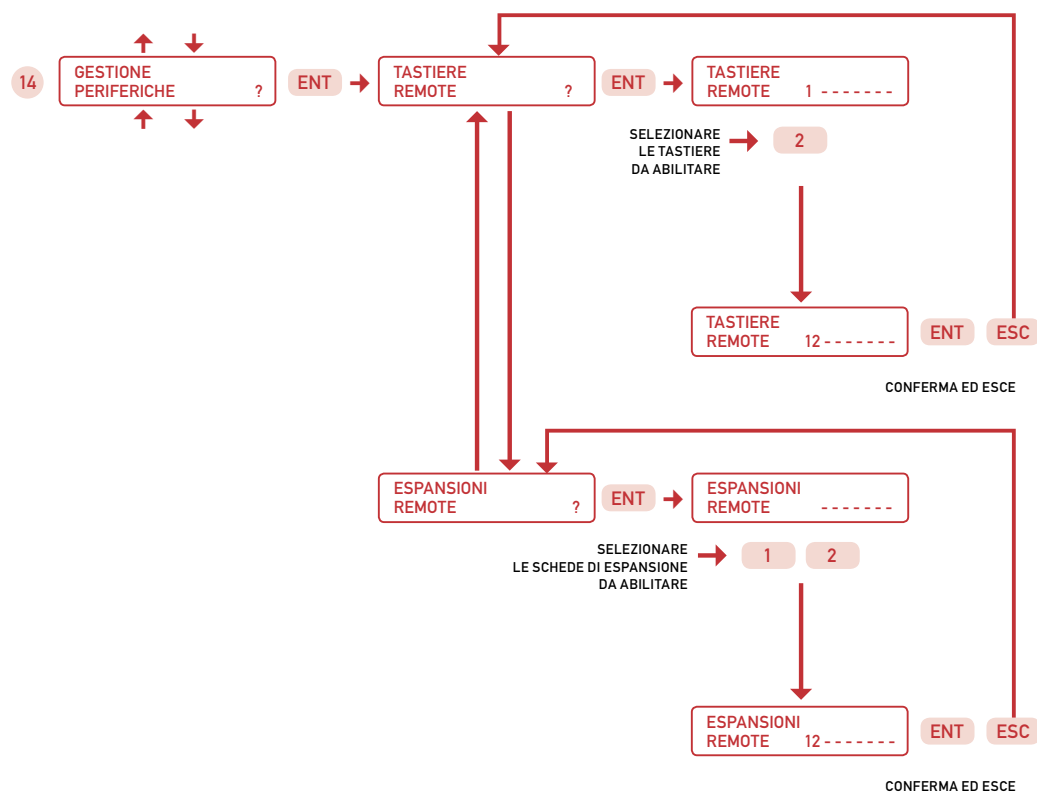 14
GESTIONE
PERIFERICHE ?
ENT
TASTIERE
REMOTE ?
ENT
TASTIERE
REMOTE 1 - - - - - - -
SELEZIONARE
LE TASTIERE
DA ABILITARE
2
TASTIERE
REMOTE 12 - - - - - - -
ENT ESC
CONFERMA ED ESCE
ESPANSIONI
REMOTE ?
ENT
ESPANSIONI
REMOTE - - - - - - -
SELEZIONARE
LE SCHEDE DI ESPANSIONE
DA ABILITARE
1 2
ESPANSIONI
REMOTE 12 - - - - - - -
ENT ESC
CONFERMA ED ESCE